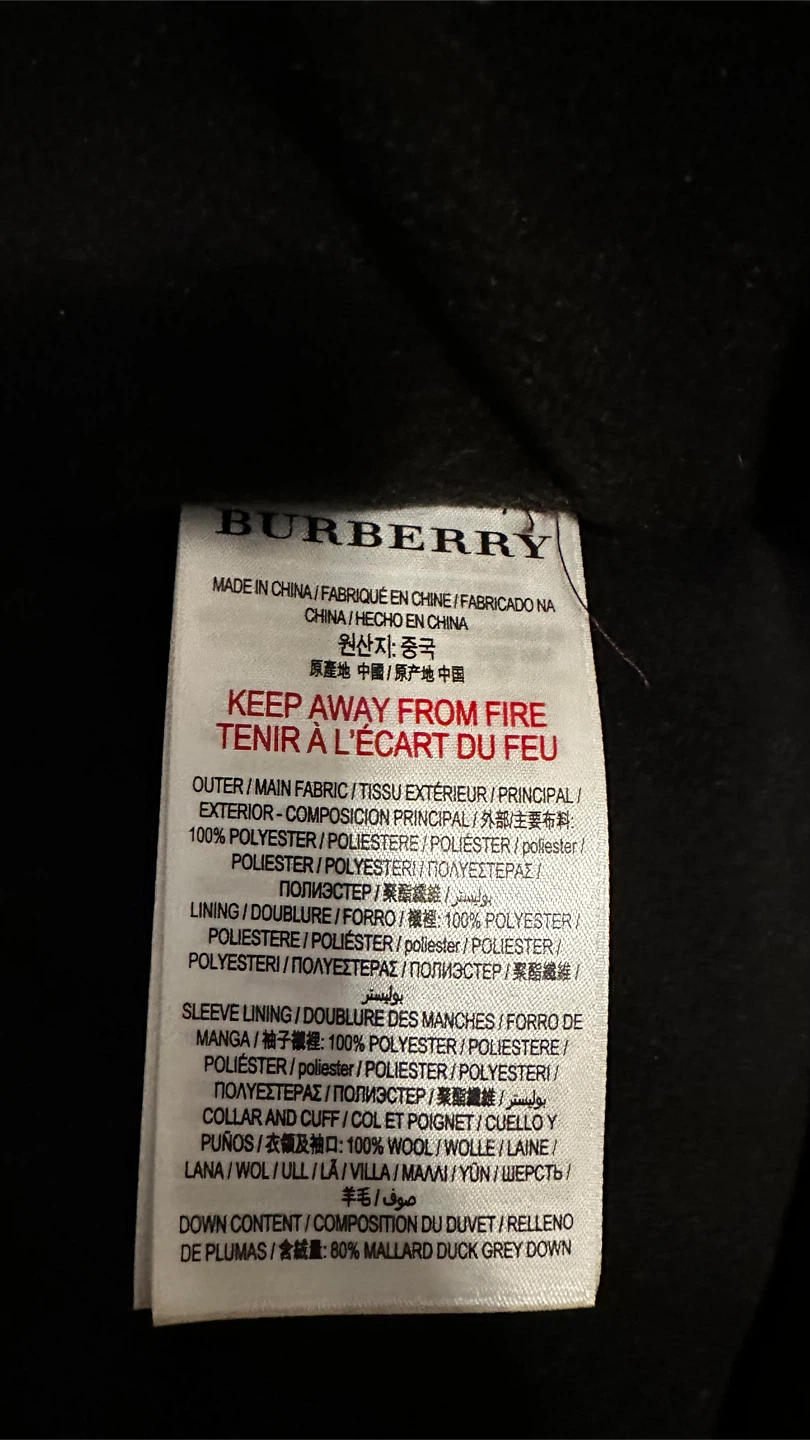 BURBERRY
MADE IN CHINA / FABRIQUÉ EN CHINE / FABRICADO NA
CHINA / HECHO EN CHINA
원산지: 중국
原產地 中國 / 原产地 中国
KEEP AWAY FROM FIRE
TENIR À L'ÉCART DU FEU
OUTER / MAIN FABRIC / TISSU EXTÉRIEUR / PRINCIPAL /
EXTERIOR - COMPOSICION PRINCIPAL / 外部/主要布料:
100% POLYESTER / POLIESTERE / POLIÉSTER / poliester /
POLIESTER / POLYESTERI / ΠΟΛΥΕΣΤΕΡΑΣ /
ПОЛИЭСТЕР / 聚酯纖維 / بوليستر
LINING / DOUBLURE / FORRO / 襯裡: 100% POLYESTER /
POLIESTERE / POLIÉSTER / poliester / POLIESTER /
POLYESTERI / ΠΟΛΥΕΣΤΕΡΑΣ / ПОЛИЭСТЕР / 聚酯纖維 /
بوليستر
SLEEVE LINING / DOUBLURE DES MANCHES / FORRO DE
MANGA / 袖子襯裡: 100% POLYESTER / POLIESTERE /
POLIÉSTER / poliester / POLIESTER / POLYESTERI /
ΠΟΛΥΕΣΤΕΡΑΣ / ПОЛИЭСТЕР / 聚酯纖維 / بوليستر
COLLAR AND CUFF / COL ET POIGNET / CUELLO Y
PUÑOS / 衣領及袖口: 100% WOOL / WOLLE / LAINE /
LANA / WOL / ULL / LÃ / VILLA / ΜΑΛΛΙ / YÜN / ШЕРСТЬ /
羊毛 / صوف
DOWN CONTENT / COMPOSITION DU DUVET / RELLENO
DE PLUMAS / 含絨量: 80% MALLARD DUCK GREY DOWN